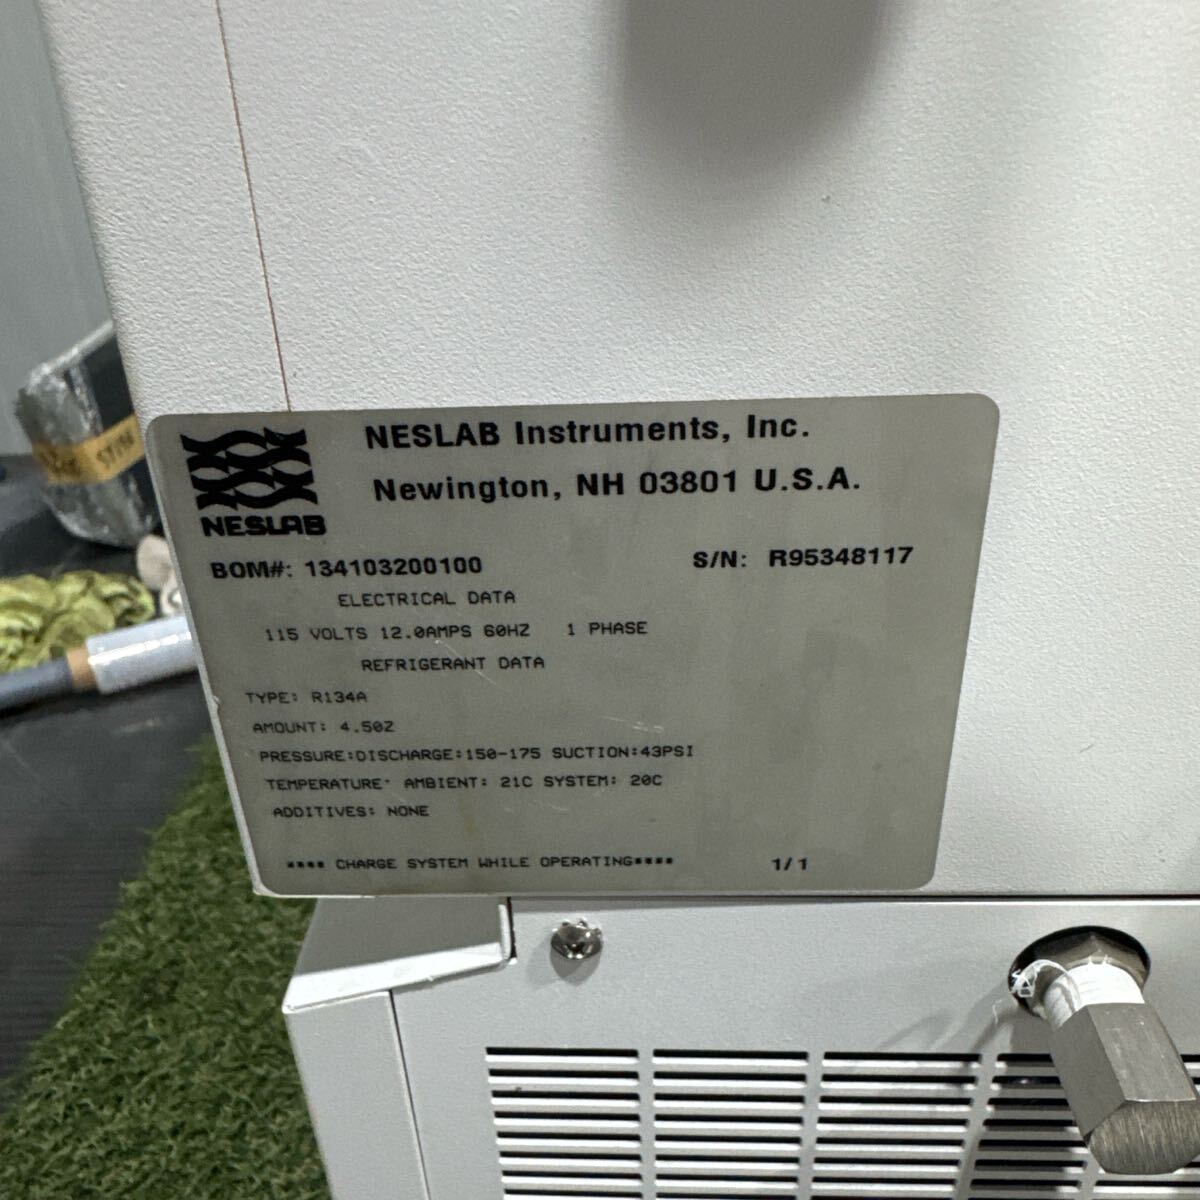 NESLAB Instruments, Inc.
Newington, NH 03801 U.S.A.
NESLAB
BOM#: 134103200100 S/N: R95348117
ELECTRICAL DATA
115 VOLTS 12.0AMPS 60HZ 1 PHASE
REFRIGERANT DATA
TYPE: R134A
AMOUNT: 4.50Z
PRESSURE:DISCHARGE:150-175 SUCTION:43PSI
TEMPERATURE: AMBIENT: 21C SYSTEM: 20C
ADDITIVES: NONE
**** CHARGE SYSTEM WHILE OPERATING**** 1/1